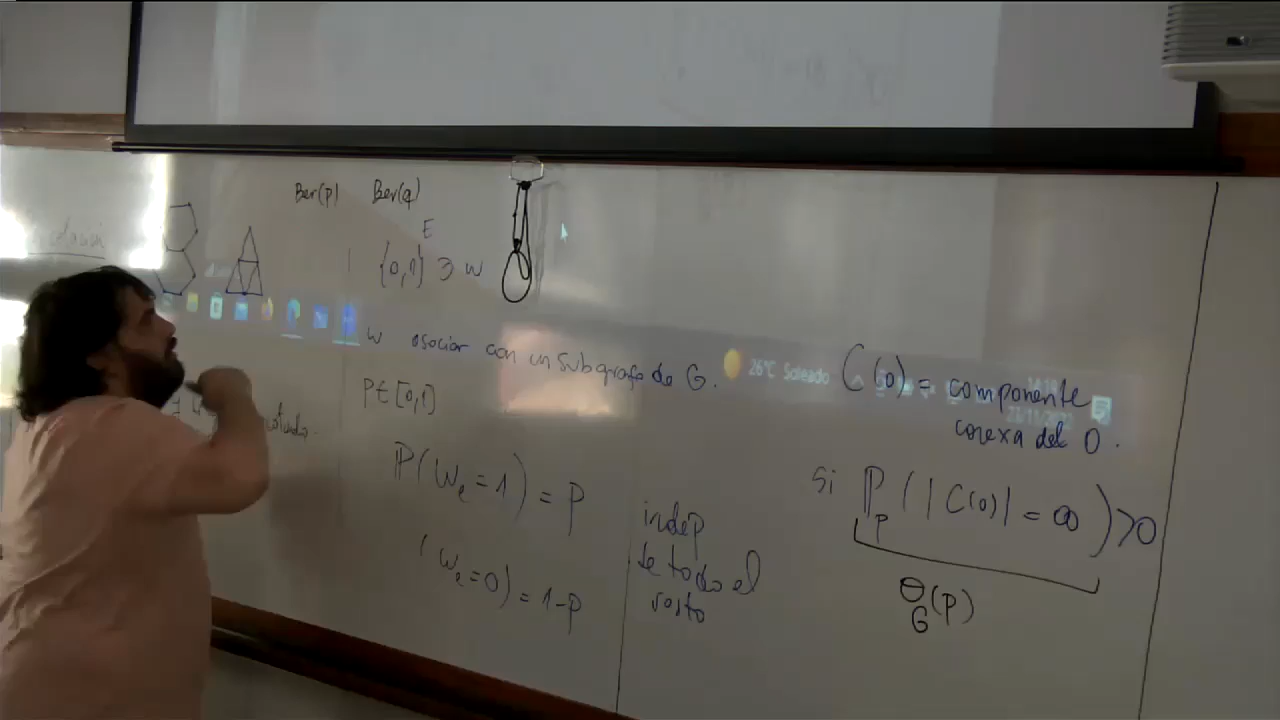 Ber(p) Ber(q)
{0,1}^E ∋ w
w asociar con un subgrafo de G.
26°C Soleado
p∈[0,1]
ℙ(w_e=1) = p
(w_e=0) = 1-p
indep
de todo el
resto
C(0) = componente
conexa del 0.
Si ℙ_p(|C(0)| = ∞) >0
θ_G(p)